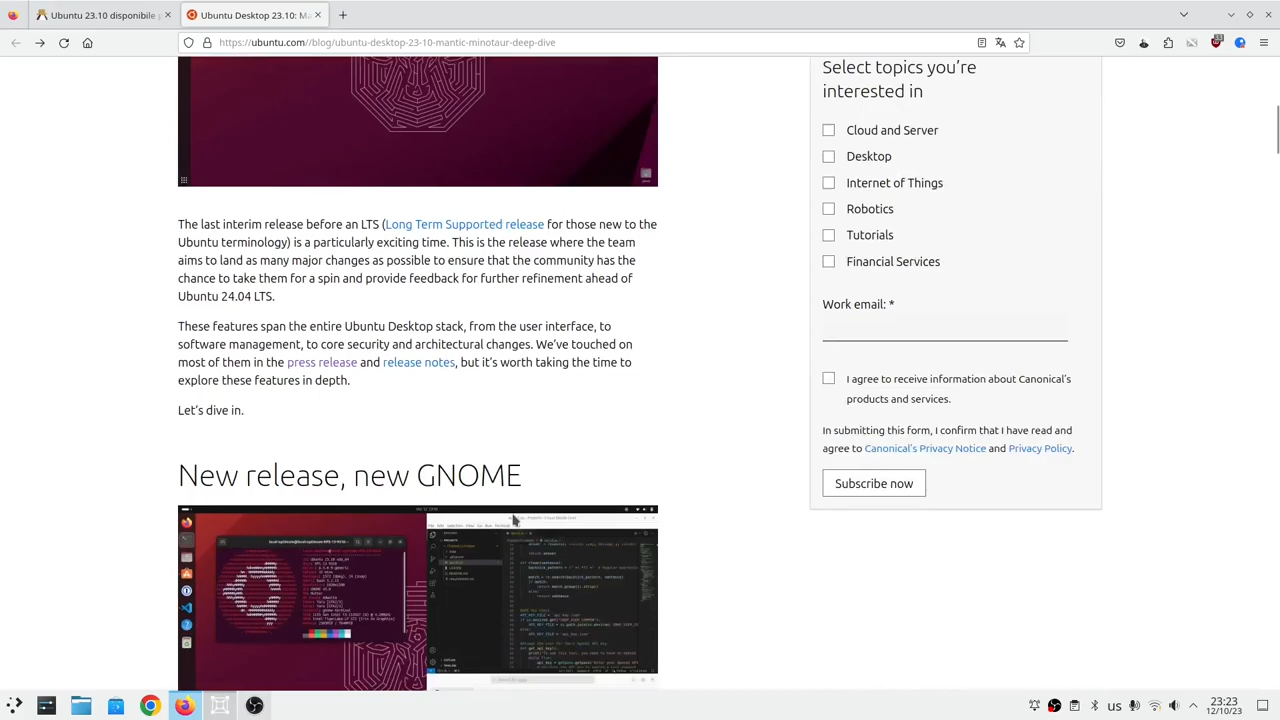 Ubuntu 23.10 disponibile
Ubuntu Desktop 23.10: Ma
https://ubuntu.com//blog/ubuntu-desktop-23-10-mantic-minotaur-deep-dive
The last interim release before an LTS (Long Term Supported release for those new to the
Ubuntu terminology) is a particularly exciting time. This is the release where the team
aims to land as many major changes as possible to ensure that the community has the
chance to take them for a spin and provide feedback for further refinement ahead of
Ubuntu 24.04 LTS.
These features span the entire Ubuntu Desktop stack, from the user interface, to
software management, to core security and architectural changes. We've touched on
most of them in the press release and release notes, but it's worth taking the time to
explore these features in depth.
Let's dive in.
New release, new GNOME
Select topics you're
interested in
Cloud and Server
Desktop
Internet of Things
Robotics
Tutorials
Financial Services
Work email: *
I agree to receive information about Canonical's
products and services.
In submitting this form, I confirm that I have read and
agree to Canonical's Privacy Notice and Privacy Policy.
Subscribe now
us
23:23
12/10/23